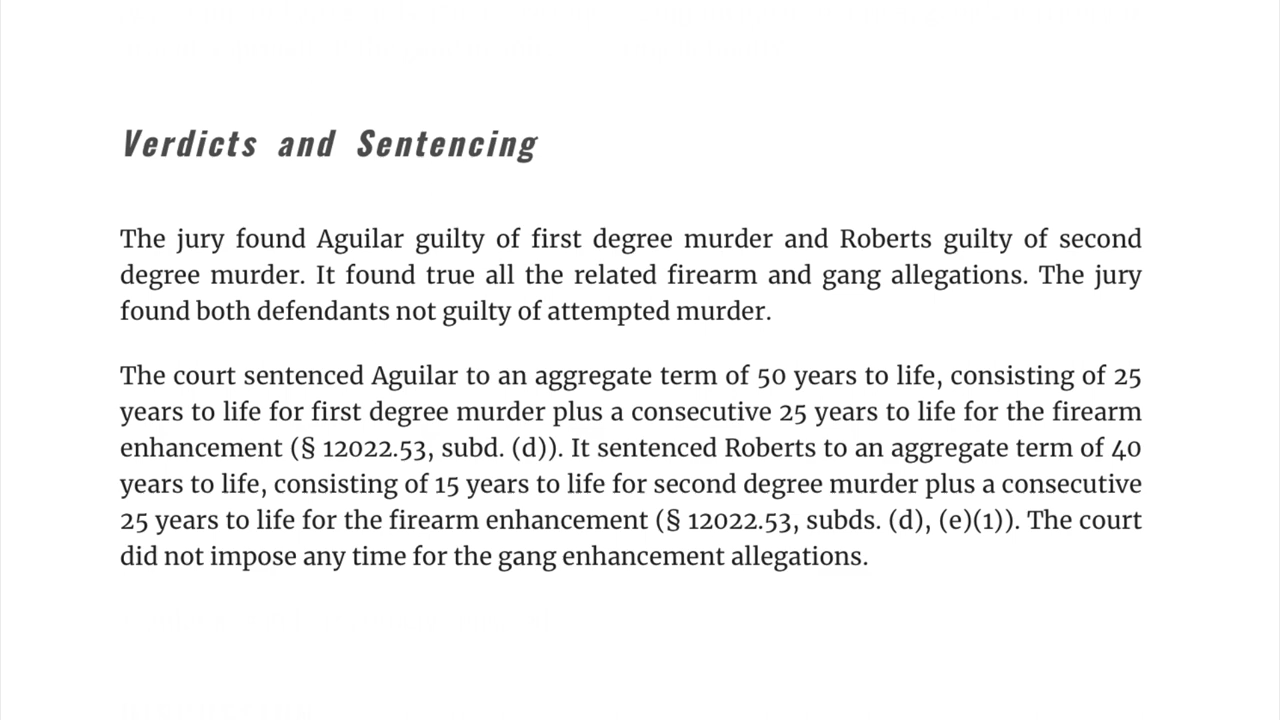 Verdicts and Sentencing
The jury found Aguilar guilty of first degree murder and Roberts guilty of second
degree murder. It found true all the related firearm and gang allegations. The jury
found both defendants not guilty of attempted murder.
The court sentenced Aguilar to an aggregate term of 50 years to life, consisting of 25
years to life for first degree murder plus a consecutive 25 years to life for the firearm
enhancement (§ 12022.53, subd. (d)). It sentenced Roberts to an aggregate term of 40
years to life, consisting of 15 years to life for second degree murder plus a consecutive
25 years to life for the firearm enhancement (§ 12022.53, subds. (d), (e)(1)). The court
did not impose any time for the gang enhancement allegations.